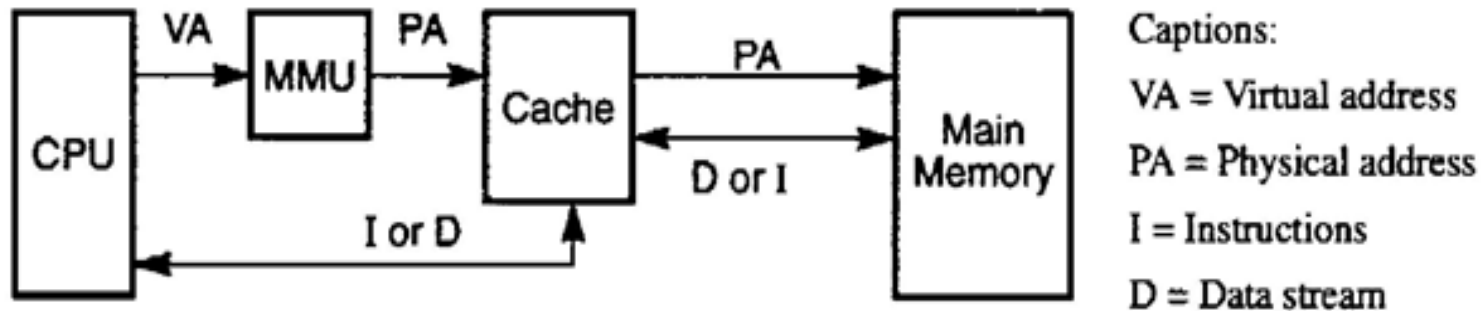 VA
PA
PA
CPU
MMU
Cache
Main
Memory
D or I
I or D
Captions:
VA = Virtual address
PA = Physical address
I = Instructions
D = Data stream